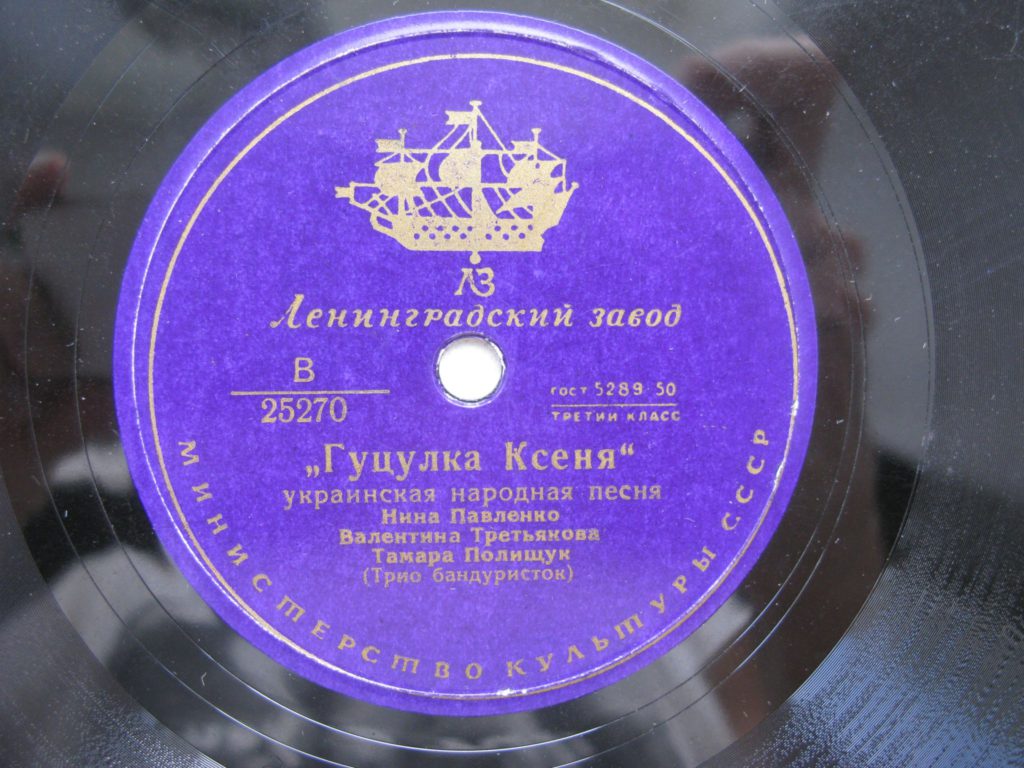 ЛЗ
Ленинградский завод
В
25270
ГОСТ 5289-50
ТРЕТИЙ КЛАСС
„Гуцулка Ксеня“
украинская народная песня
Нина Павленко
Валентина Третьякова
Тамара Полищук
(Трио бандуристок)
МИНИСТЕРСТВО КУЛЬТУРЫ СССР